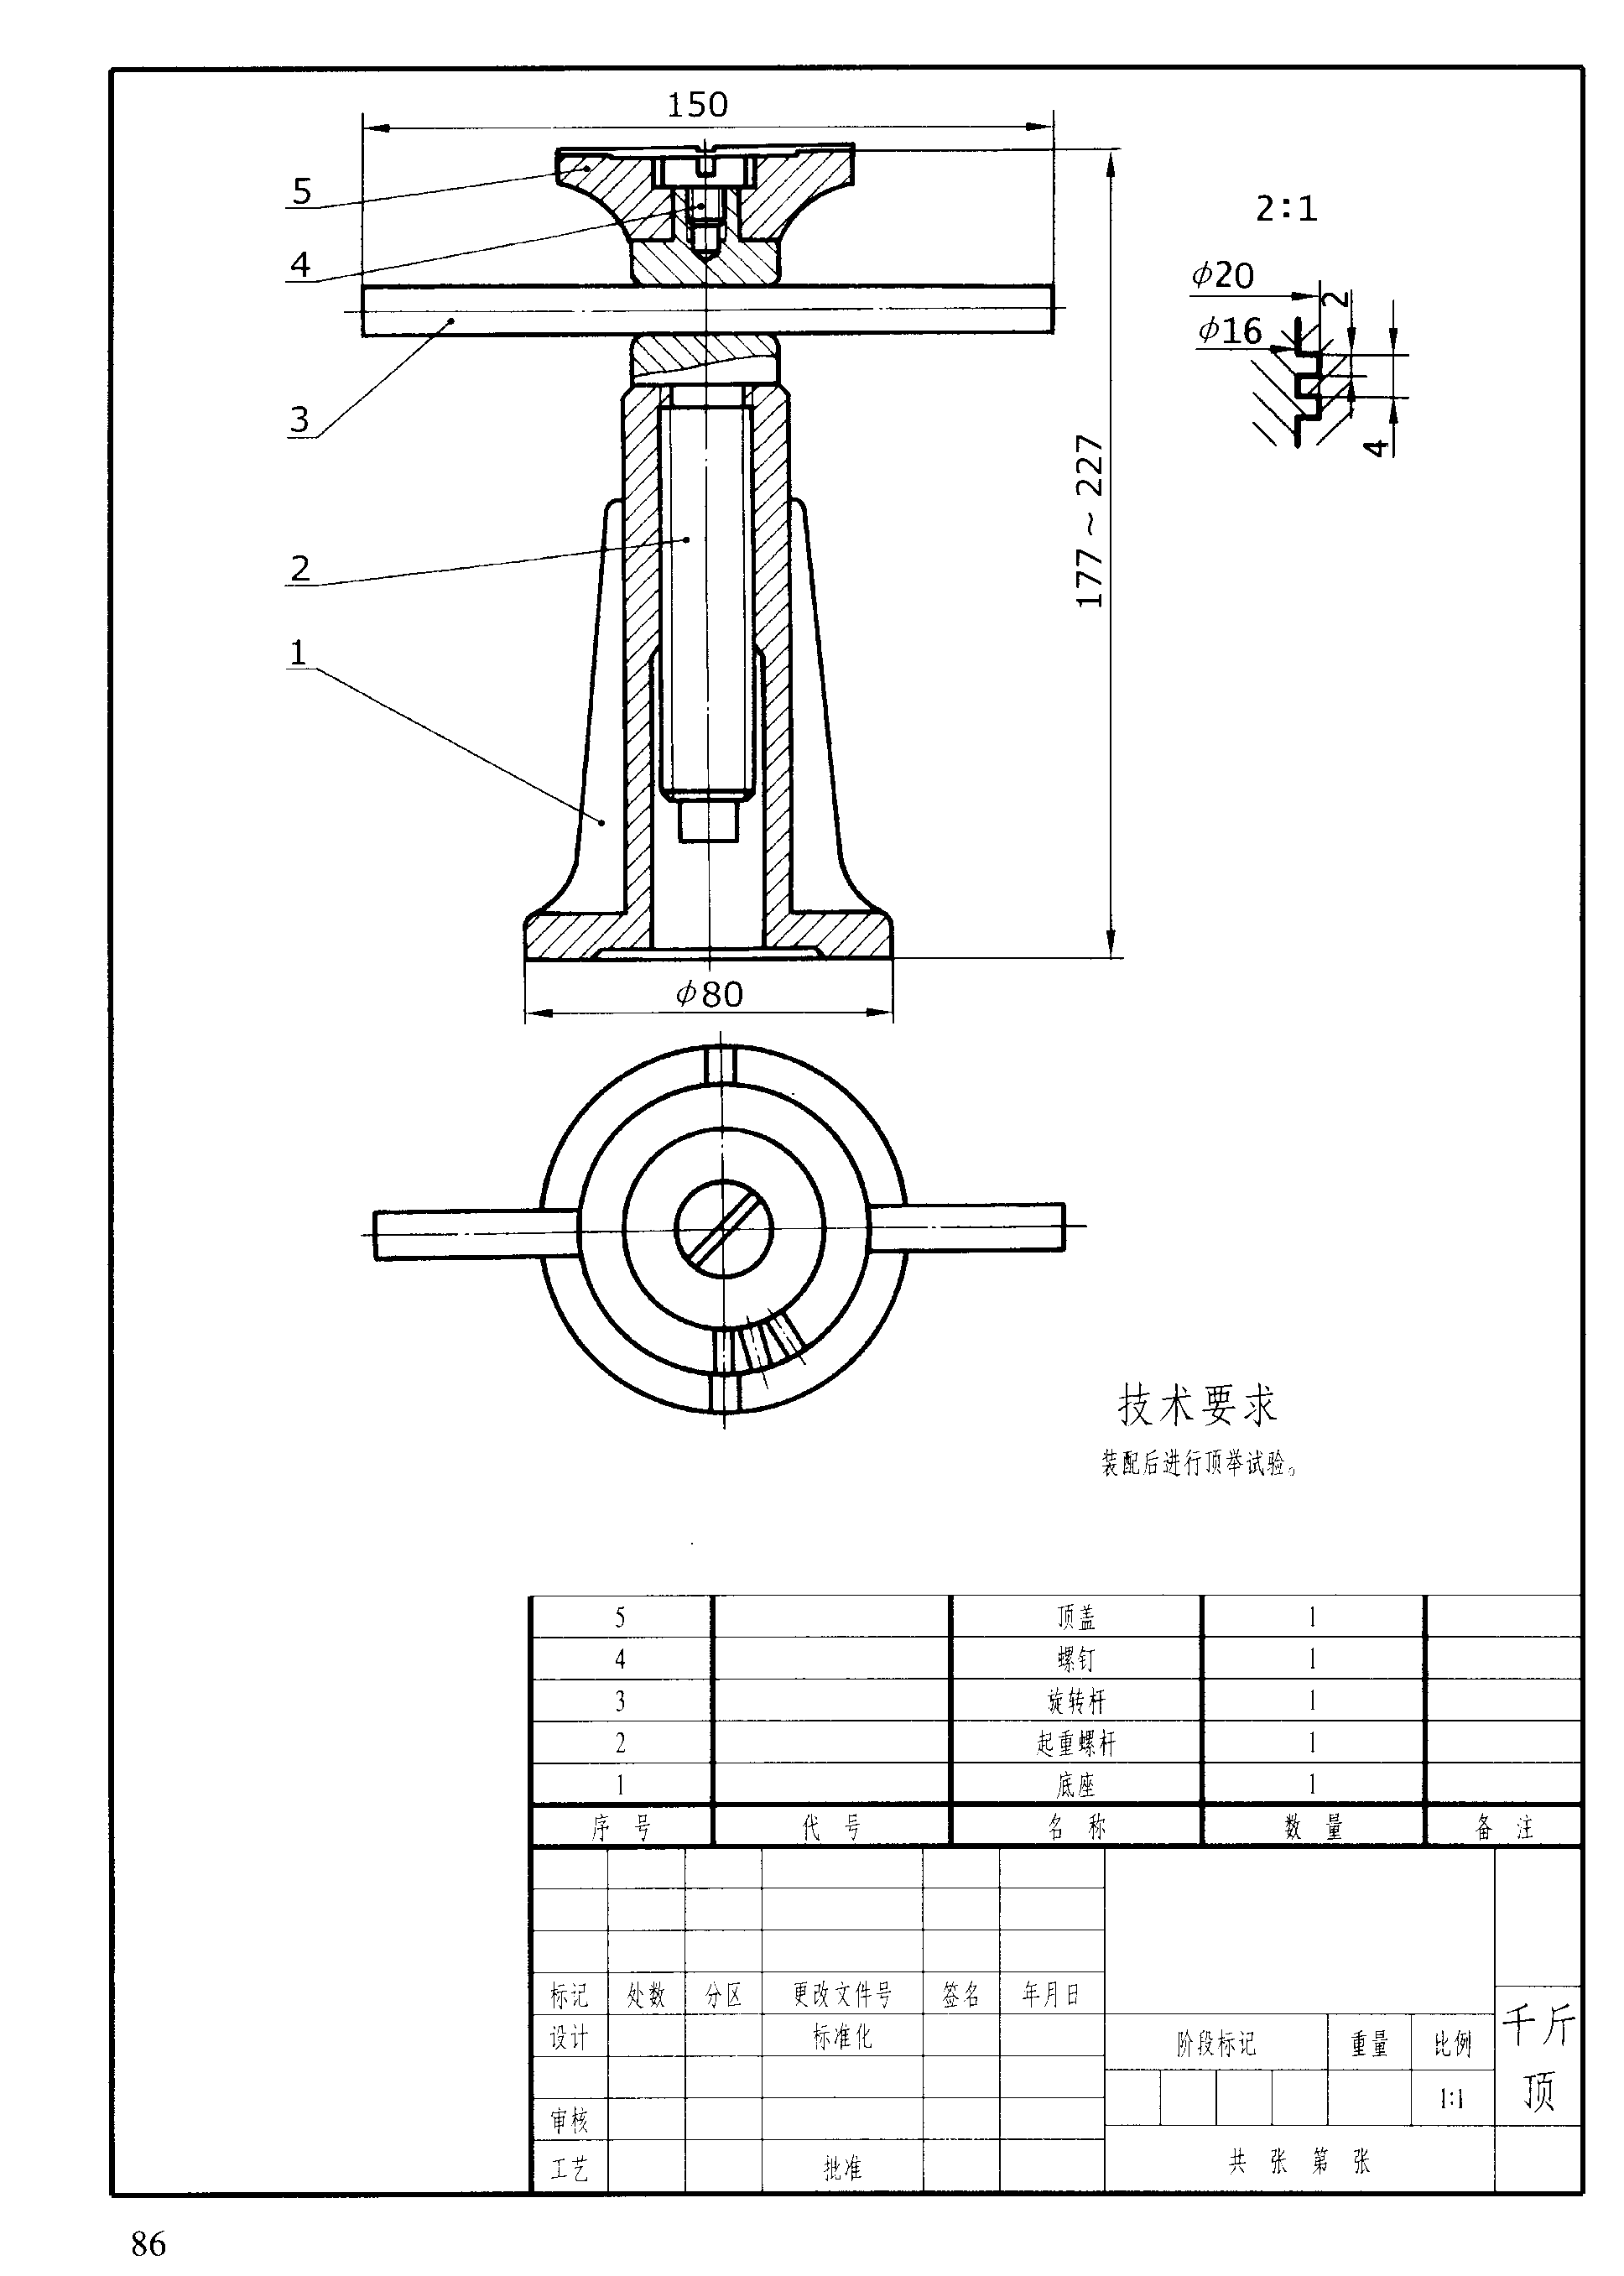 150
5
2:1
4
φ20
2
φ16
3
4
177~227
2
1
φ80
技术要求
装配后进行顶举试验。
5 顶盖 1
4 螺钉 1
3 旋转杆 1
2 起重螺杆 1
1 底座 1
序号 代号 名称 数量 备注
标记 处数 分区 更改文件号 签名 年月日
设计 标准化
阶段标记 重量 比例
千斤顶
1:1
审核
共 张 第 张
工艺 批准
86